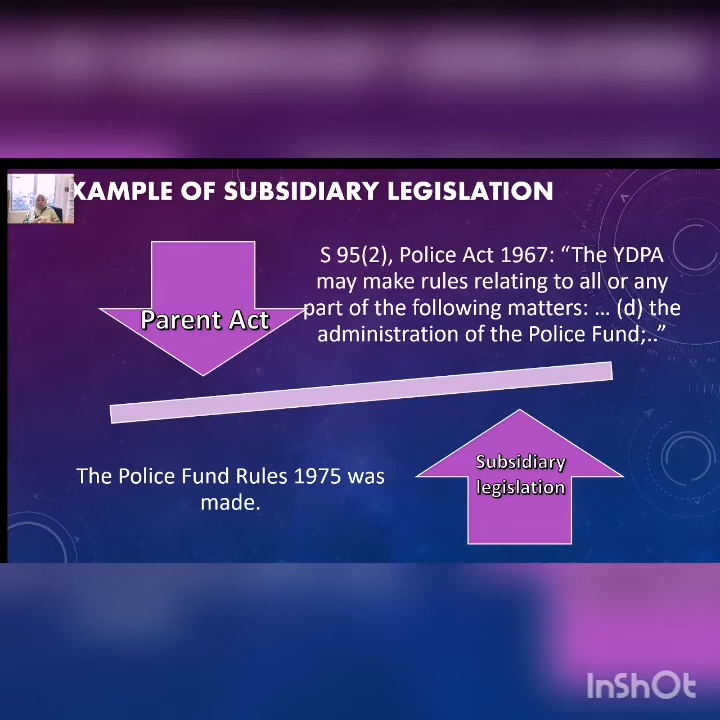 XAMPLE OF SUBSIDIARY LEGISLATION
S 95(2), Police Act 1967: “The YDPA
may make rules relating to all or any
part of the following matters: ... (d) the
administration of the Police Fund;..”
Parent Act
Subsidiary
legislation
The Police Fund Rules 1975 was
made.
InShOt